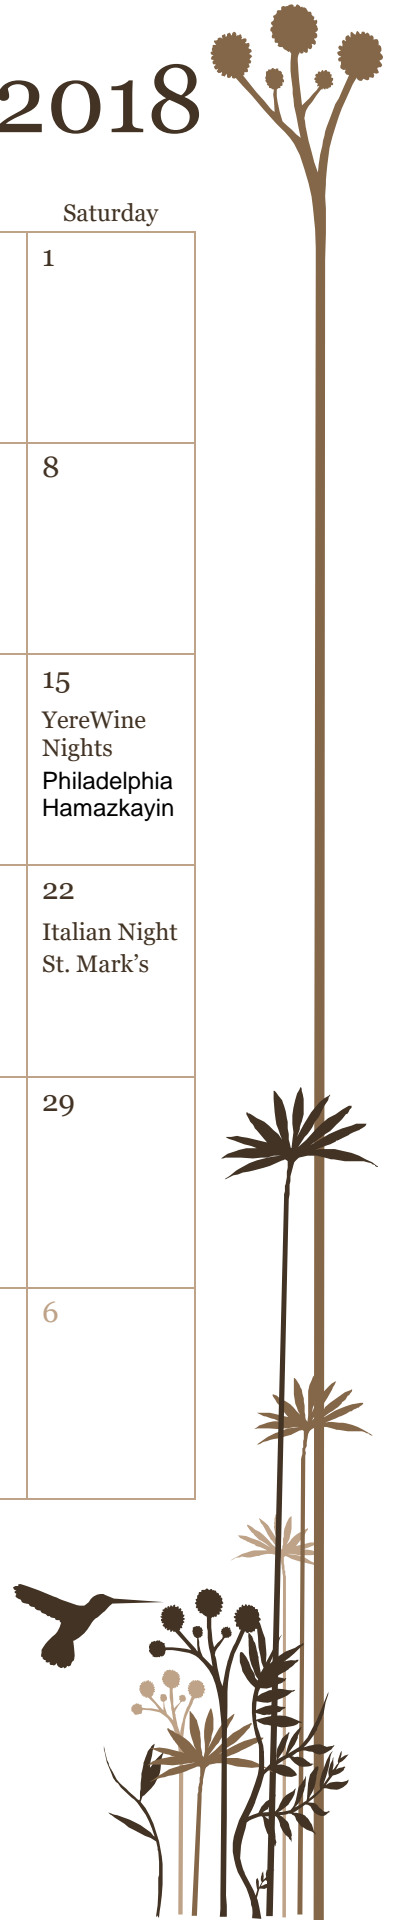 2018
Saturday
1
8
15
YereWine
Nights
Philadelphia
Hamazkayin
22
Italian Night
St. Mark’s
29
6